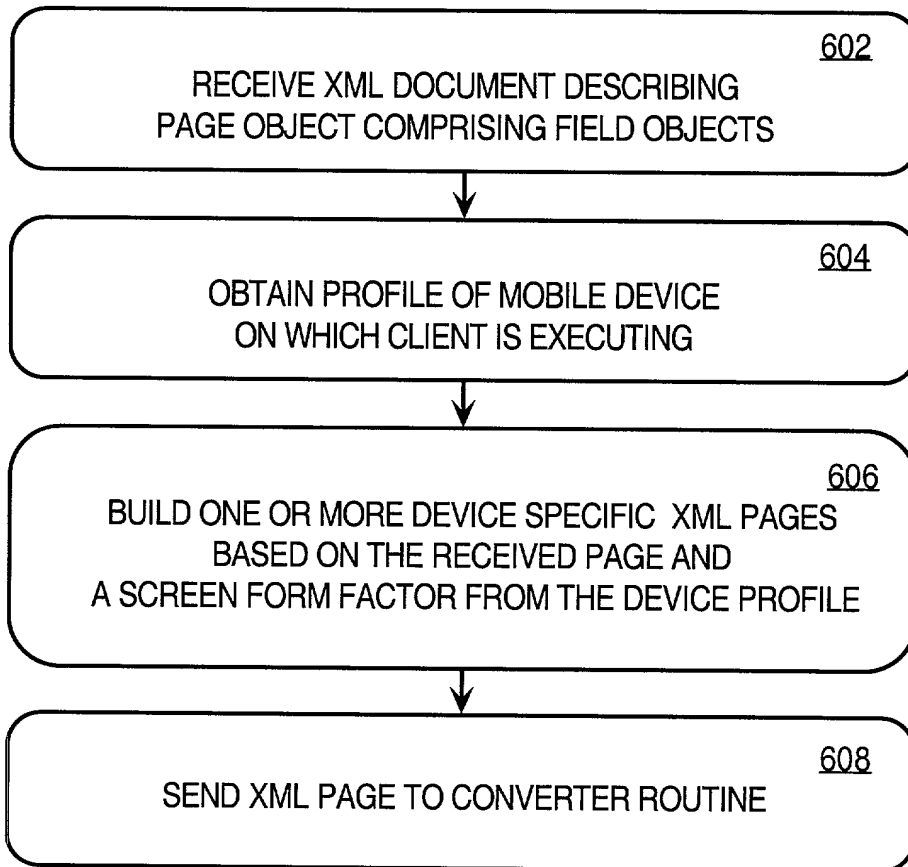 602
RECEIVE XML DOCUMENT DESCRIBING
PAGE OBJECT COMPRISING FIELD OBJECTS
604
OBTAIN PROFILE OF MOBILE DEVICE
ON WHICH CLIENT IS EXECUTING
606
BUILD ONE OR MORE DEVICE SPECIFIC XML PAGES
BASED ON THE RECEIVED PAGE AND
A SCREEN FORM FACTOR FROM THE DEVICE PROFILE
608
SEND XML PAGE TO CONVERTER ROUTINE